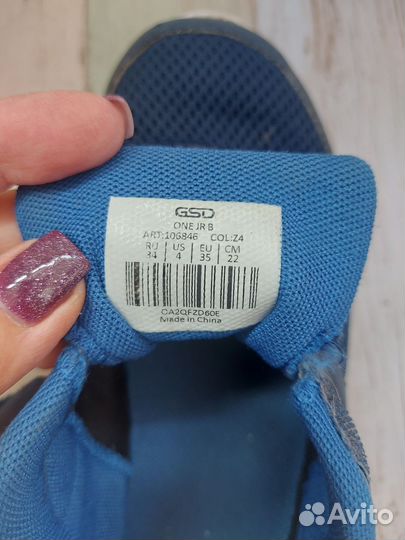 GSD
ONE JR B
ART:106846 COL:Z4
RU US EU CM
34 4 35 22
OA2QFZD60E
Made in China
Avito